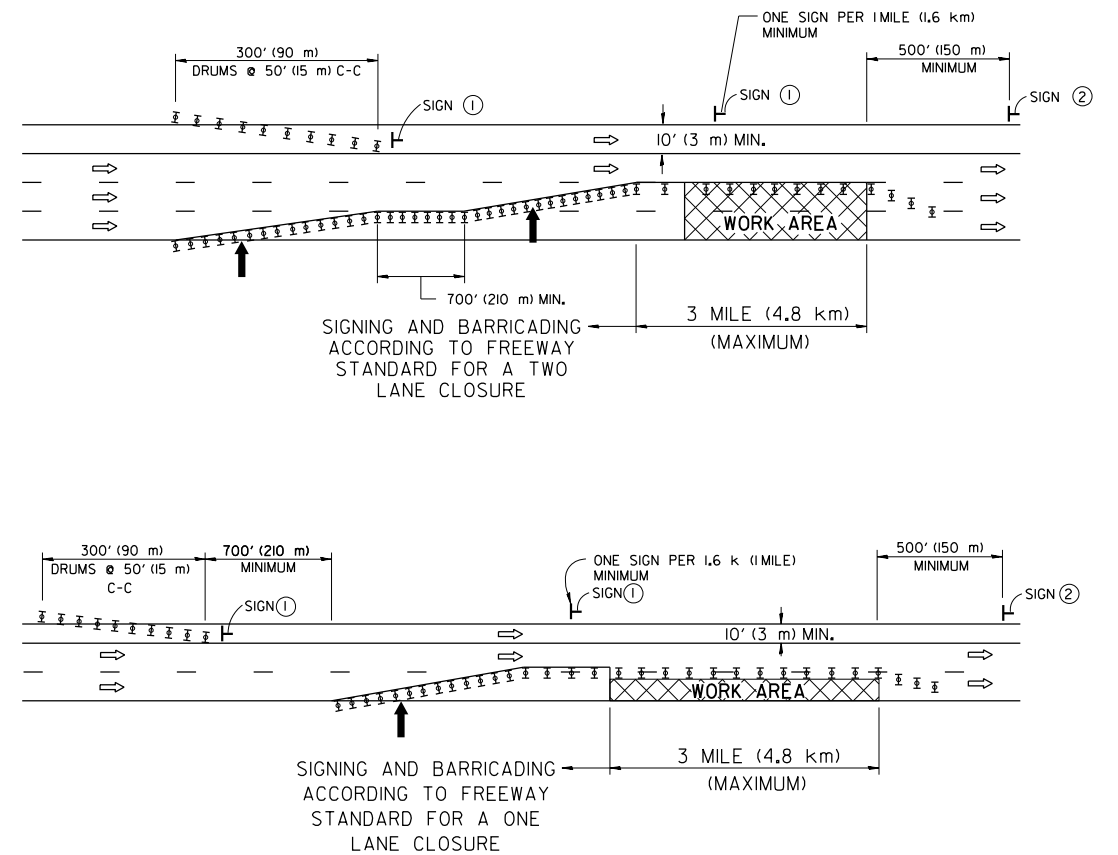 ONE SIGN PER 1 MILE (1.6 km)
MINIMUM
300' (90 m)
DRUMS @ 50' (15 m) C-C
500' (150 m)
MINIMUM
SIGN 1
SIGN 1
SIGN 2
10' (3 m) MIN.
WORK AREA
700' (210 m) MIN.
3 MILE (4.8 km)
(MAXIMUM)
SIGNING AND BARRICADING
ACCORDING TO FREEWAY
STANDARD FOR A TWO
LANE CLOSURE
300' (90 m)
DRUMS @ 50' (15 m)
C-C
700' (210 m)
MINIMUM
ONE SIGN PER 1.6 k (1 MILE)
MINIMUM
SIGN 1
500' (150 m)
MINIMUM
SIGN 1
SIGN 2
10' (3 m) MIN.
WORK AREA
3 MILE (4.8 km)
(MAXIMUM)
SIGNING AND BARRICADING
ACCORDING TO FREEWAY
STANDARD FOR A ONE
LANE CLOSURE